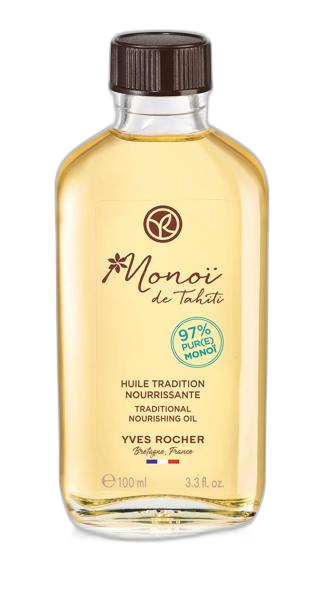 Monoï
de Tahiti
97%
PUR(E)
MONOÏ
HUILE TRADITION
NOURRISSANTE
TRADITIONAL
NOURISHING OIL
YVES ROCHER
Bretagne, France
℮100 ml 3.3 fl. oz.